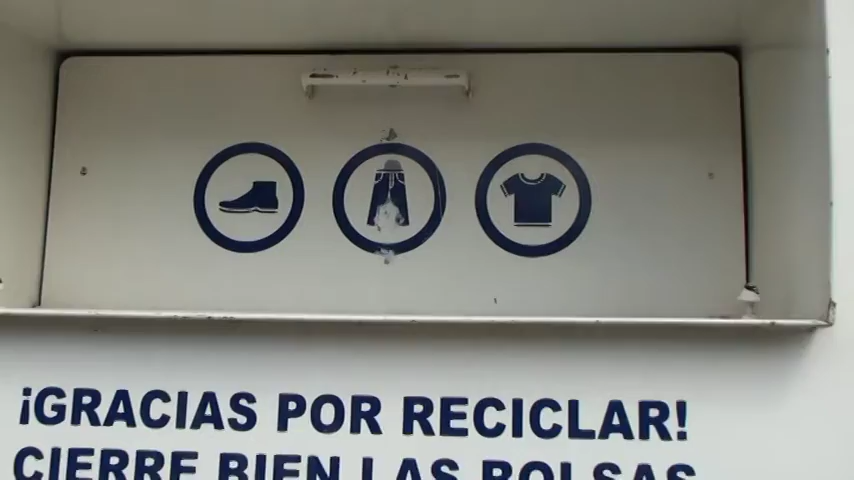 ¡GRACIAS POR RECICLAR!
CIERRE BIEN LAS BOLSAS